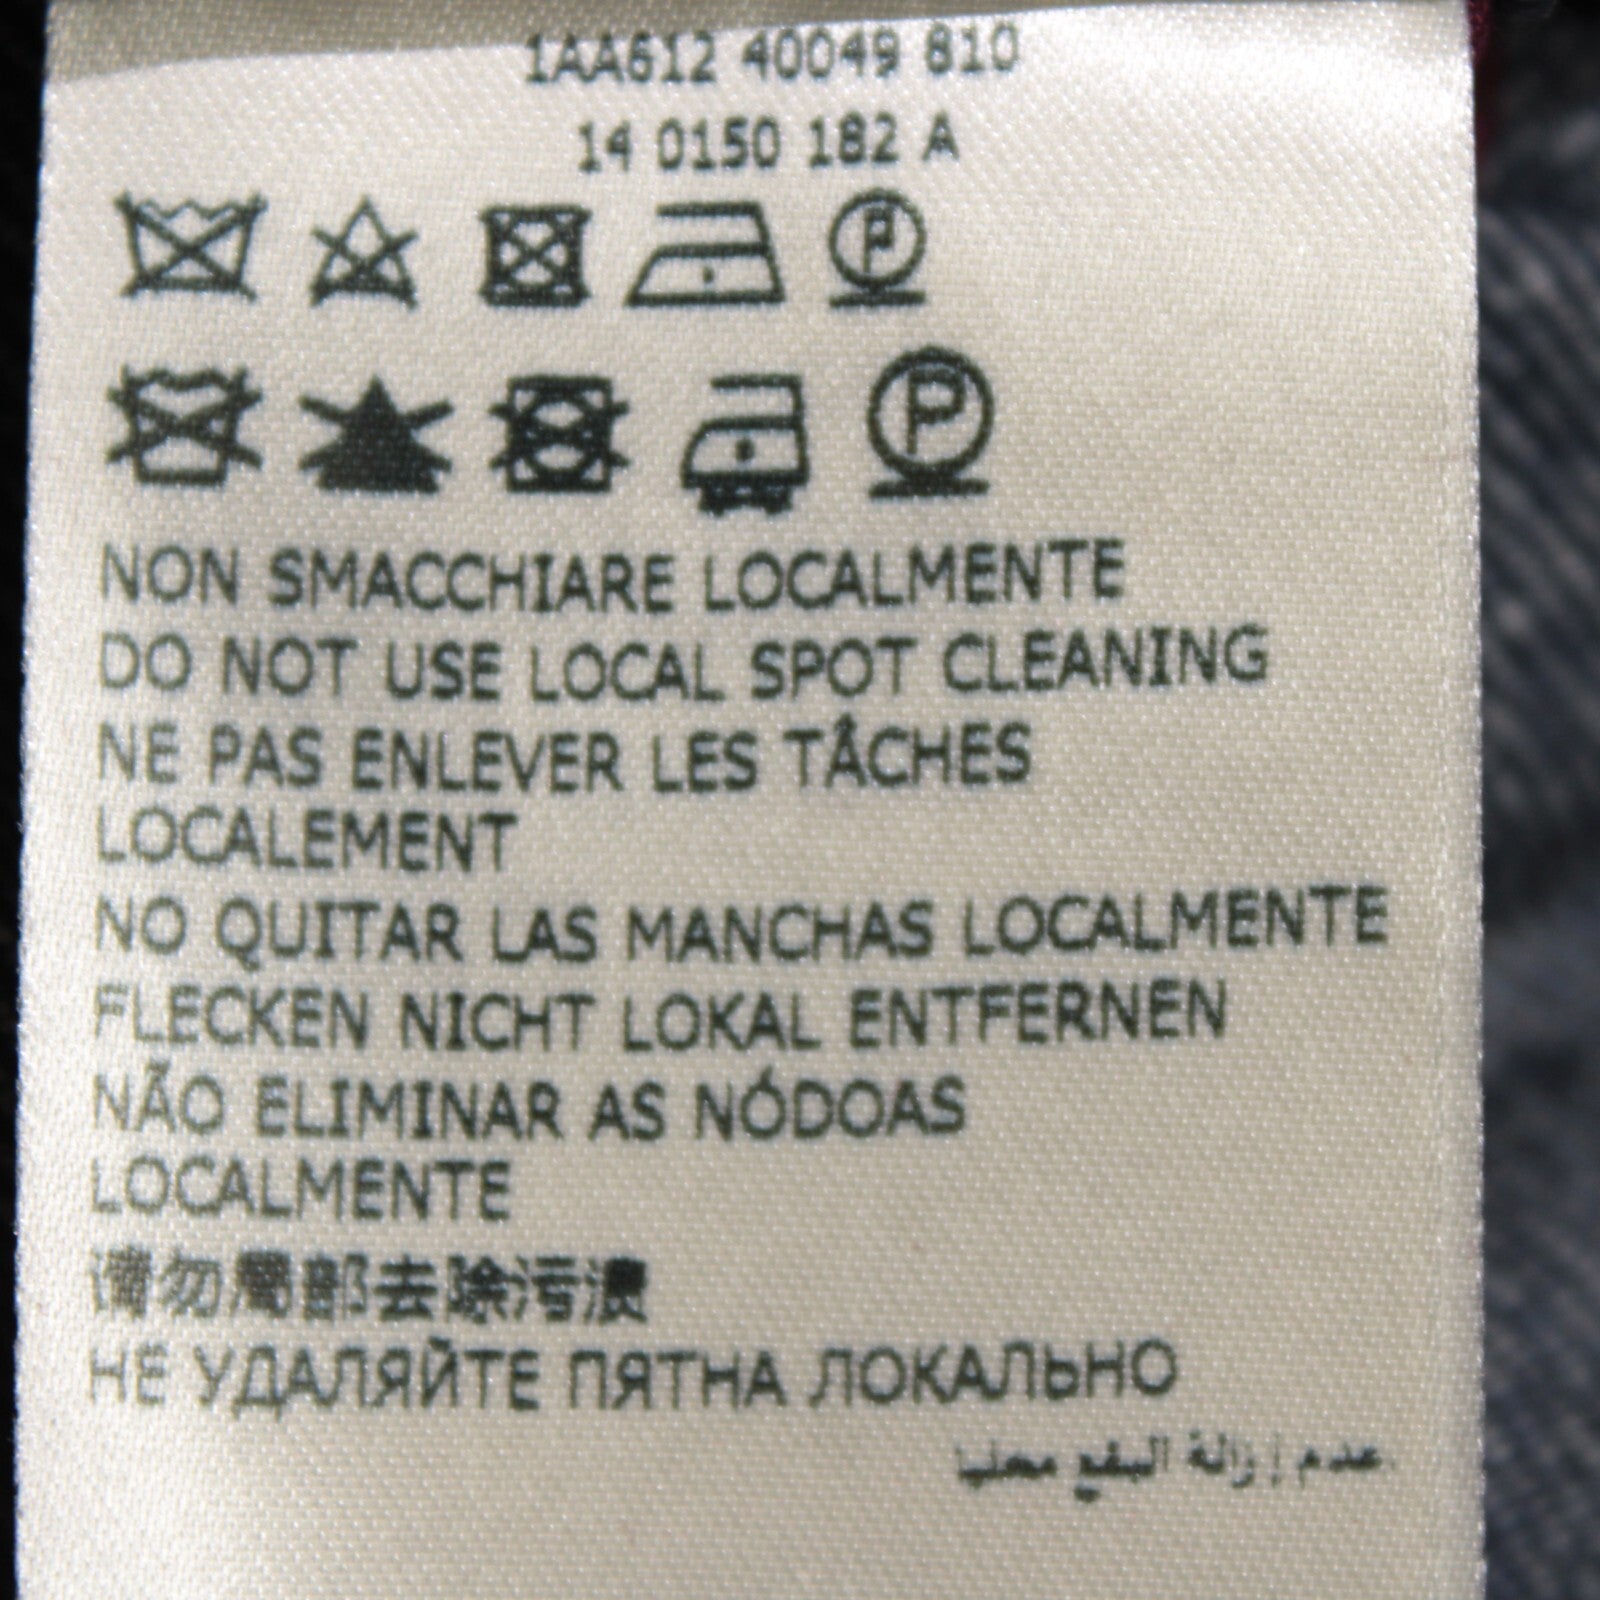 1AA612 40049 810
14 0150 182 A
P
P
NON SMACCHIARE LOCALMENTE
DO NOT USE LOCAL SPOT CLEANING
NE PAS ENLEVER LES TÂCHES
LOCALEMENT
NO QUITAR LAS MANCHAS LOCALMENTE
FLECKEN NICHT LOKAL ENTFERNEN
NÃO ELIMINAR AS NÓDOAS
LOCALMENTE
请勿局部去除污渍
НЕ УДАЛЯЙТЕ ПЯТНА ЛОКАЛЬНО
عدم إزالة البقع محليا